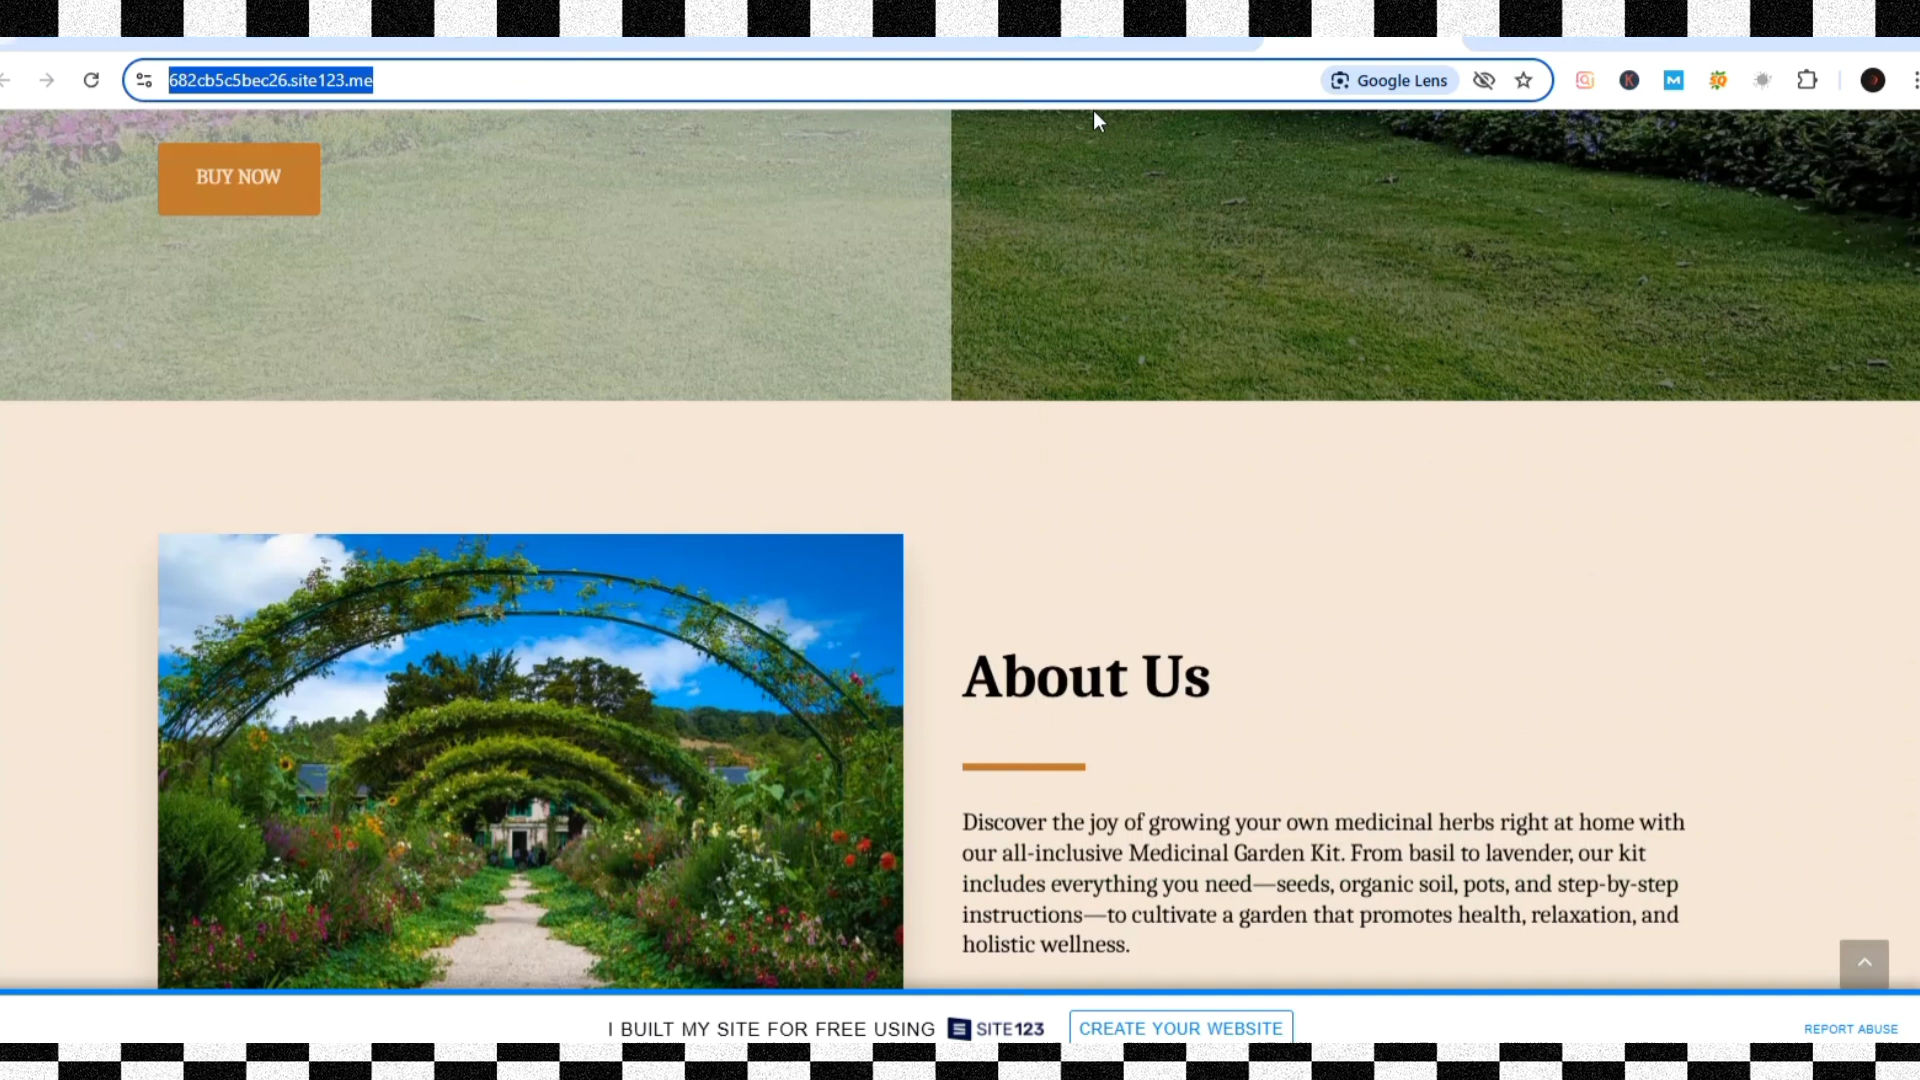 682cb5c5bec26.site123.me
Google Lens
BUY NOW
About Us
Discover the joy of growing your own medicinal herbs right at home with
our all-inclusive Medicinal Garden Kit. From basil to lavender, our kit
includes everything you need—seeds, organic soil, pots, and step-by-step
instructions—to cultivate a garden that promotes health, relaxation, and
holistic wellness.
I BUILT MY SITE FOR FREE USING SITE123 CREATE YOUR WEBSITE
REPORT ABUSE